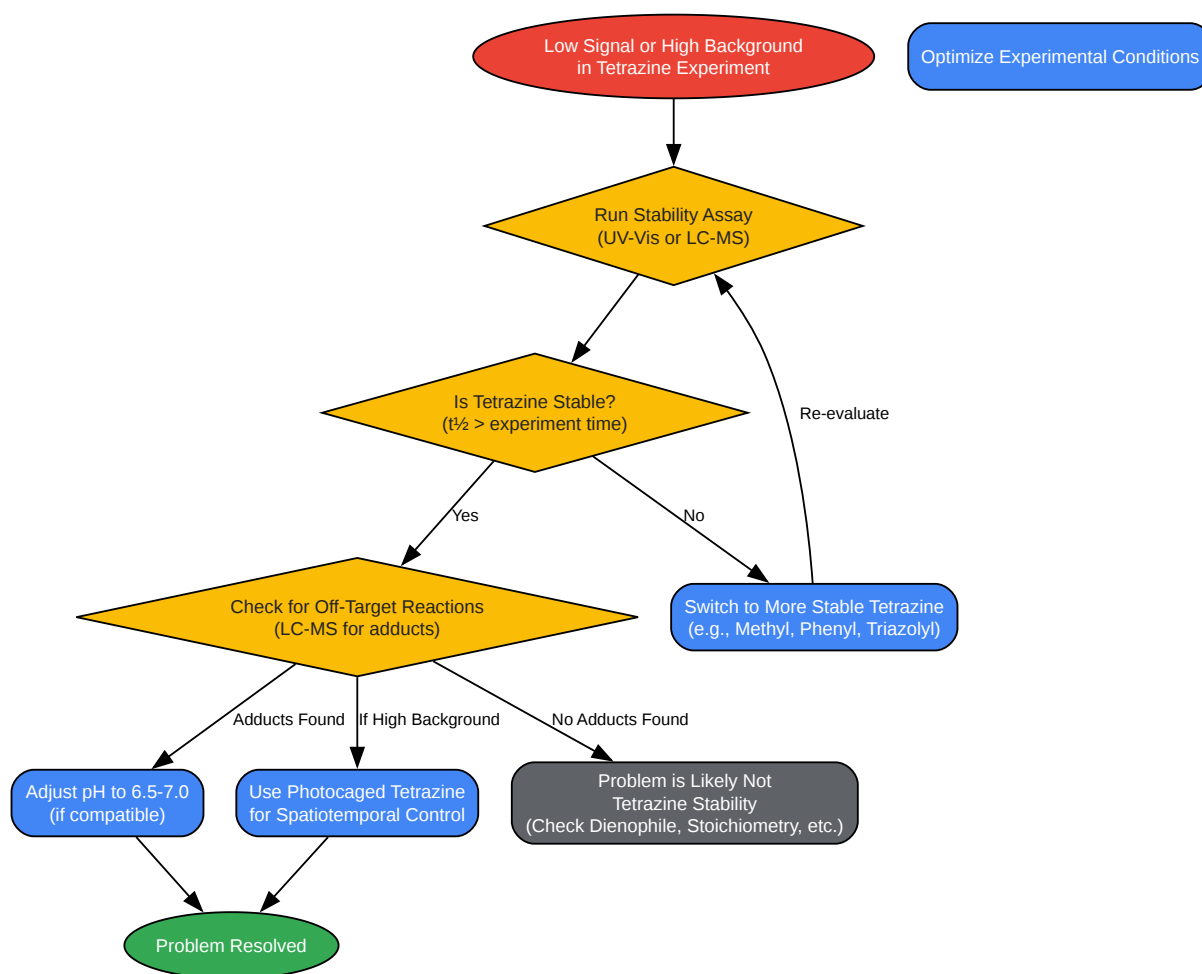 Low Signal or High Background
in Tetrazine Experiment
Optimize Experimental Conditions
Run Stability Assay
(UV-Vis or LC-MS)
Is Tetrazine Stable?
(t½ > experiment time)
Re-evaluate
Yes
No
Check for Off-Target Reactions
(LC-MS for adducts)
Switch to More Stable Tetrazine
(e.g., Methyl, Phenyl, Triazolyl)
Adducts Found
If High Background
No Adducts Found
Adjust pH to 6.5-7.0
(if compatible)
Use Photocaged Tetrazine
for Spatiotemporal Control
Problem is Likely Not
Tetrazine Stability
(Check Dienophile, Stoichiometry, etc.)
Problem Resolved